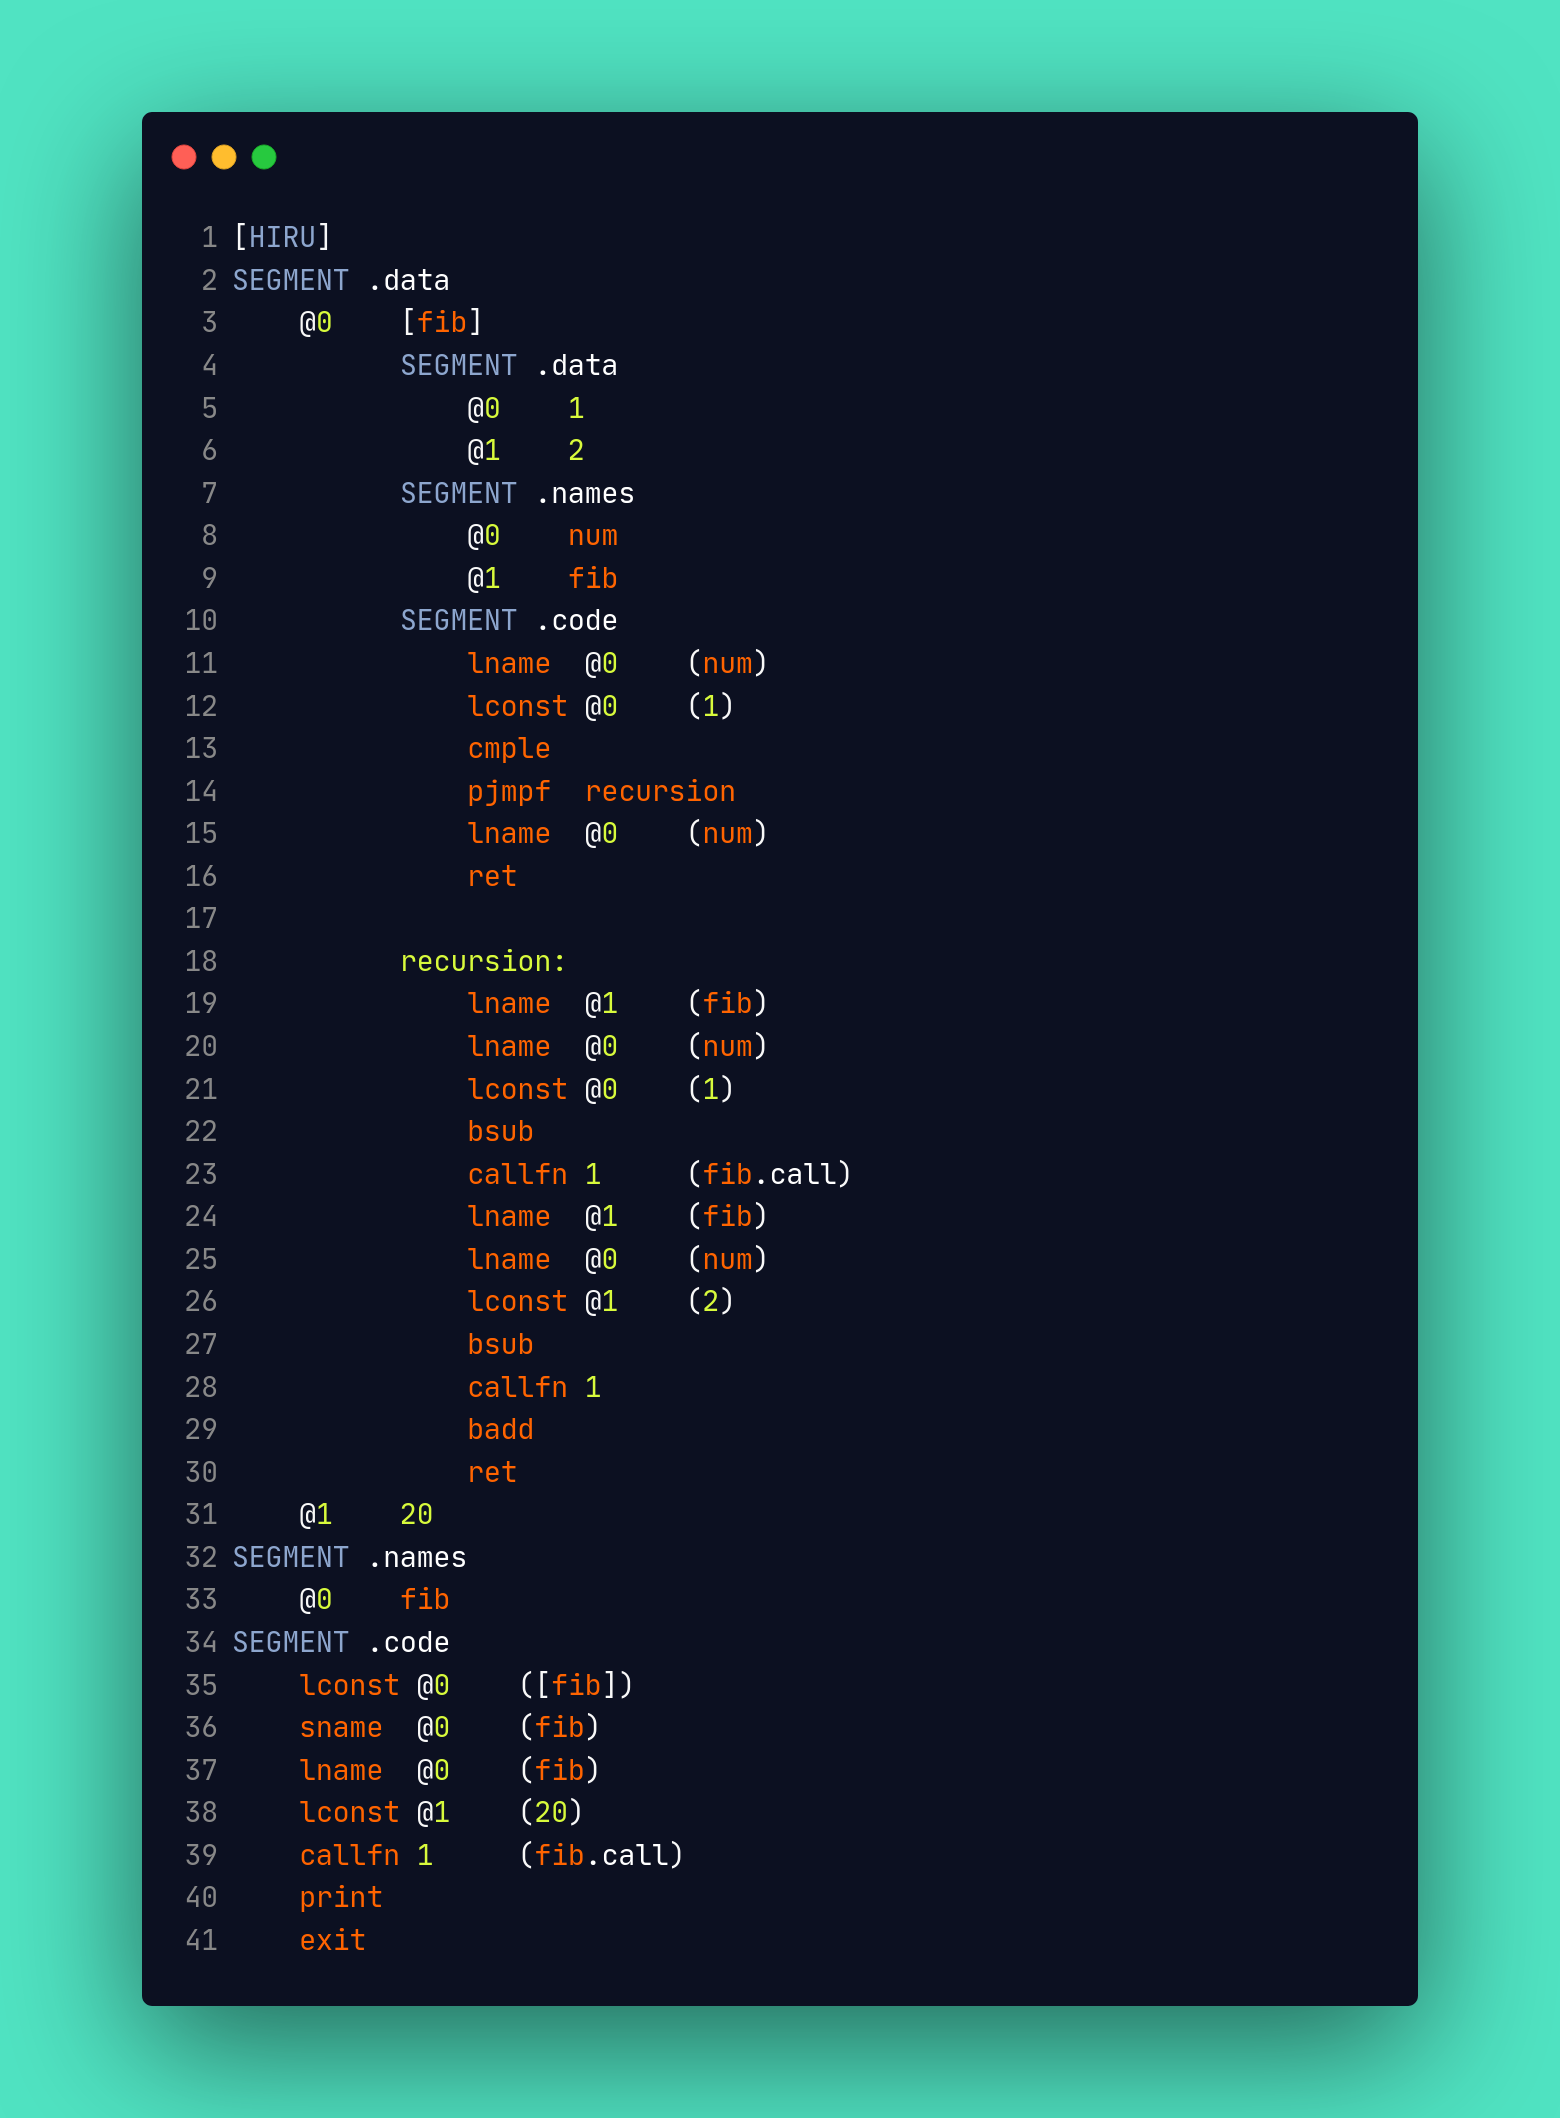 1 [HIRU]
2 SEGMENT .data
3     @0    [fib]
4           SEGMENT .data
5               @0    1
6               @1    2
7           SEGMENT .names
8               @0    num
9               @1    fib
10           SEGMENT .code
11               lname  @0    (num)
12               lconst @0    (1)
13               cmple
14               pjmpf  recursion
15               lname  @0    (num)
16               ret
17
18           recursion:
19               lname  @1    (fib)
20               lname  @0    (num)
21               lconst @0    (1)
22               bsub
23               callfn 1     (fib.call)
24               lname  @1    (fib)
25               lname  @0    (num)
26               lconst @1    (2)
27               bsub
28               callfn 1
29               badd
30               ret
31     @1    20
32 SEGMENT .names
33     @0    fib
34 SEGMENT .code
35     lconst @0    ([fib])
36     sname  @0    (fib)
37     lname  @0    (fib)
38     lconst @1    (20)
39     callfn 1     (fib.call)
40     print
41     exit